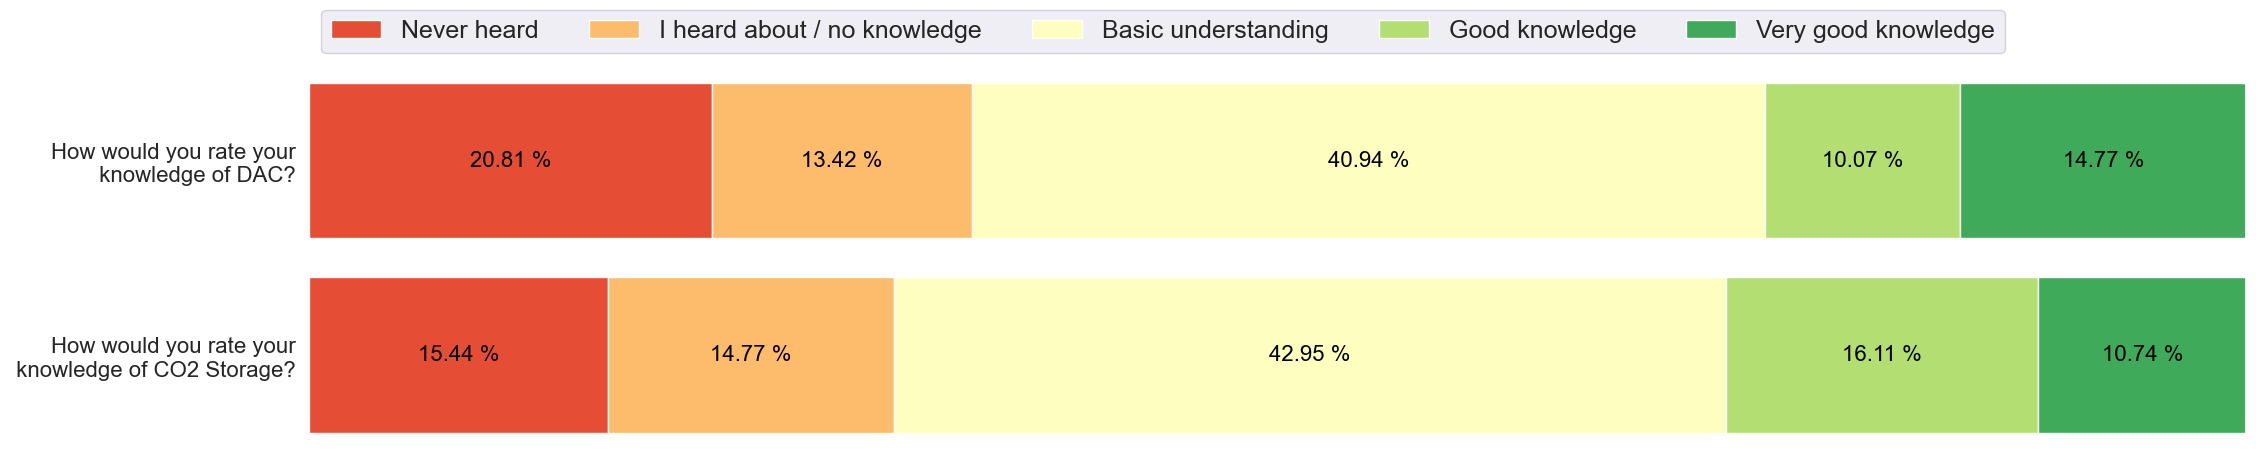 Never heard
I heard about / no knowledge
Basic understanding
Good knowledge
Very good knowledge
How would you rate your
knowledge of DAC?
20.81 %
13.42 %
40.94 %
10.07 %
14.77 %
How would you rate your
knowledge of CO2 Storage?
15.44 %
14.77 %
42.95 %
16.11 %
10.74 %